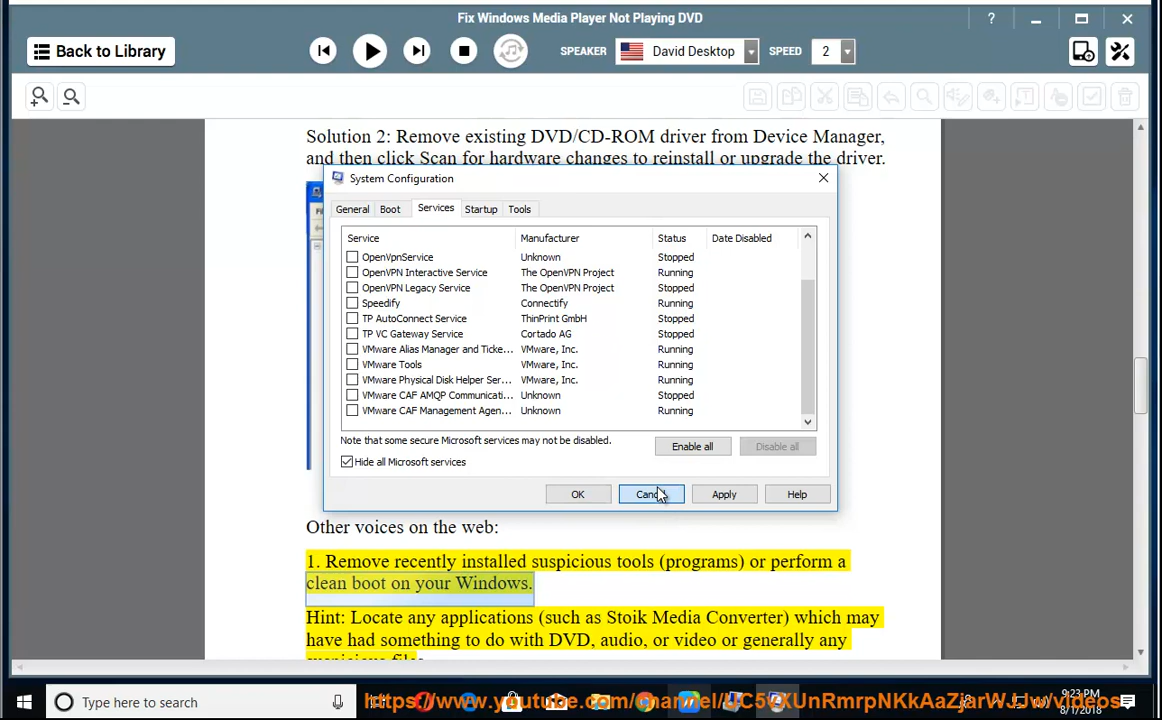 Fix Windows Media Player Not Playing DVD
?
Back to Library
SPEAKER
David Desktop
SPEED
2
Solution 2: Remove existing DVD/CD-ROM driver from Device Manager,
and then click Scan for hardware changes to reinstall or upgrade the driver.
System Configuration
General Boot Services Startup Tools
Service Manufacturer Status Date Disabled
OpenVpnService Unknown Stopped
OpenVPN Interactive Service The OpenVPN Project Running
OpenVPN Legacy Service The OpenVPN Project Stopped
Speedify Connectify Running
TP AutoConnect Service ThinPrint GmbH Stopped
TP VC Gateway Service Cortado AG Stopped
VMware Alias Manager and Ticke... VMware, Inc. Running
VMware Tools VMware, Inc. Running
VMware Physical Disk Helper Ser... VMware, Inc. Running
VMware CAF AMQP Communicati... Unknown Stopped
VMware CAF Management Agen... Unknown Running
Note that some secure Microsoft services may not be disabled.
Enable all Disable all
Hide all Microsoft services
OK Cancel Apply Help
Other voices on the web:
1. Remove recently installed suspicious tools (programs) or perform a
clean boot on your Windows.
Hint: Locate any applications (such as Stoik Media Converter) which may
have had something to do with DVD, audio, or video or generally any
suspicious files
Type here to search
9:23 PM
8/1/2018